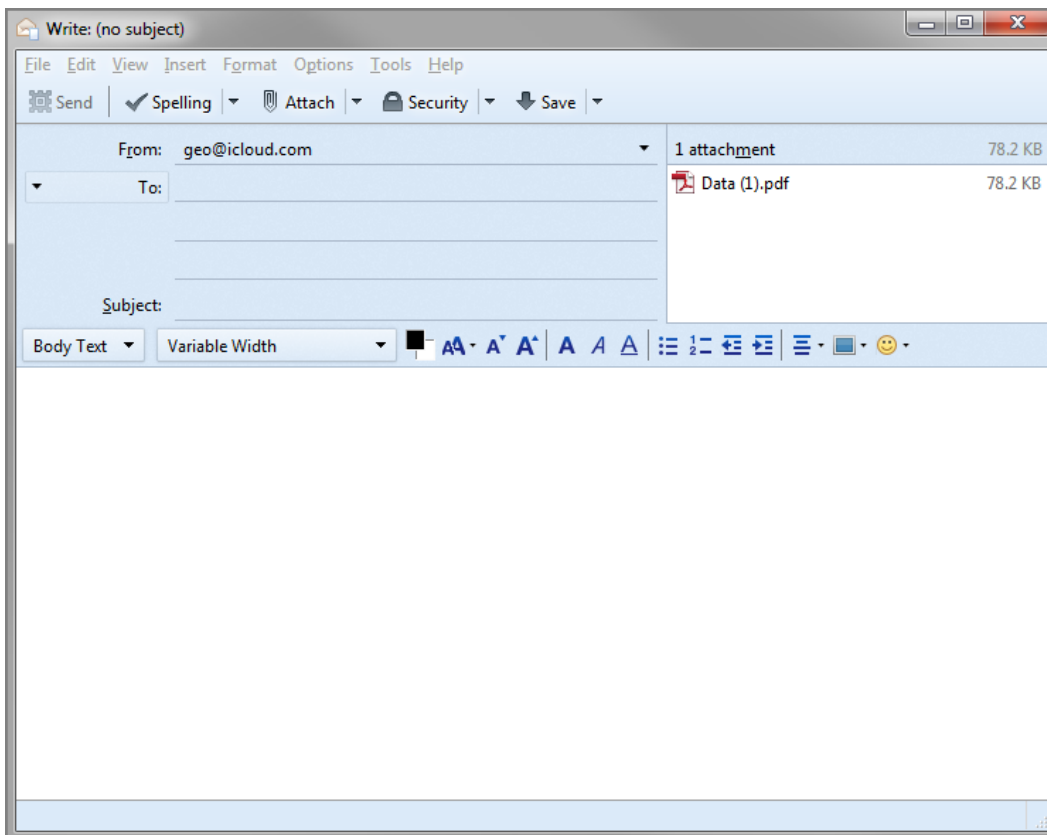 Write: (no subject)
File Edit View Insert Format Options Tools Help
Send Spelling Attach Security Save
From: geo@icloud.com
1 attachment 78.2 KB
To:
Data (1).pdf 78.2 KB
Subject:
Body Text Variable Width